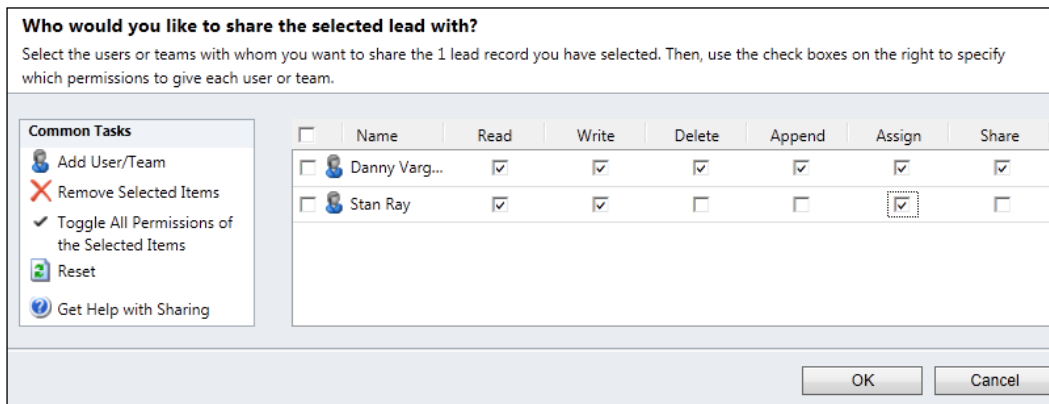 Who would you like to share the selected lead with?
Select the users or teams with whom you want to share the 1 lead record you have selected. Then, use the check boxes on the right to specify
which permissions to give each user or team.
Common Tasks
Add User/Team
Remove Selected Items
Toggle All Permissions of
the Selected Items
Reset
Get Help with Sharing
Name Read Write Delete Append Assign Share
Danny Varg...
Stan Ray
OK Cancel